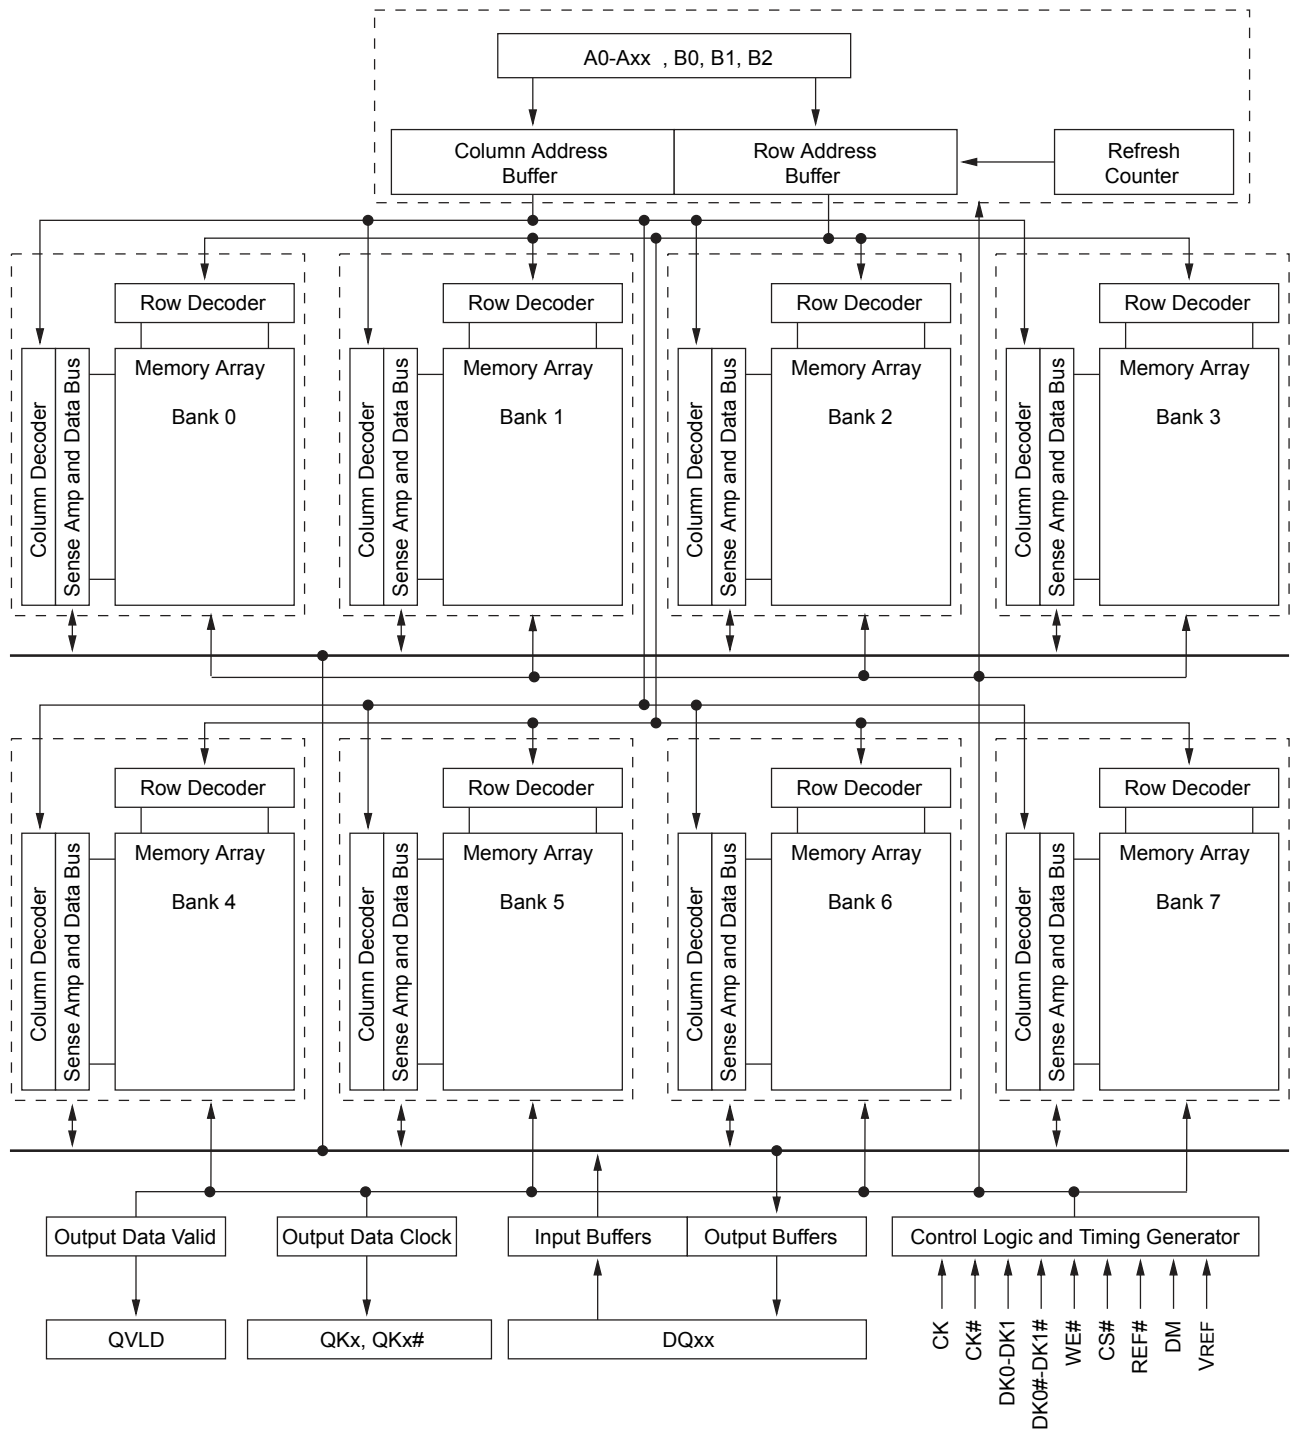 A0-Axx , B0, B1, B2
Column Address
Buffer
Row Address
Buffer
Refresh
Counter
Row Decoder
Row Decoder
Row Decoder
Row Decoder
Column Decoder
Sense Amp and Data Bus
Memory Array
Bank 0
Column Decoder
Sense Amp and Data Bus
Memory Array
Bank 1
Column Decoder
Sense Amp and Data Bus
Memory Array
Bank 2
Column Decoder
Sense Amp and Data Bus
Memory Array
Bank 3
Row Decoder
Row Decoder
Row Decoder
Row Decoder
Column Decoder
Sense Amp and Data Bus
Memory Array
Bank 4
Column Decoder
Sense Amp and Data Bus
Memory Array
Bank 5
Column Decoder
Sense Amp and Data Bus
Memory Array
Bank 6
Column Decoder
Sense Amp and Data Bus
Memory Array
Bank 7
Output Data Valid
Output Data Clock
Input Buffers
Output Buffers
Control Logic and Timing Generator
QVLD
QKx, QKx#
DQxx
CK
CK#
DK0-DK1
DK0#-DK1#
WE#
CS#
REF#
DM
VREF